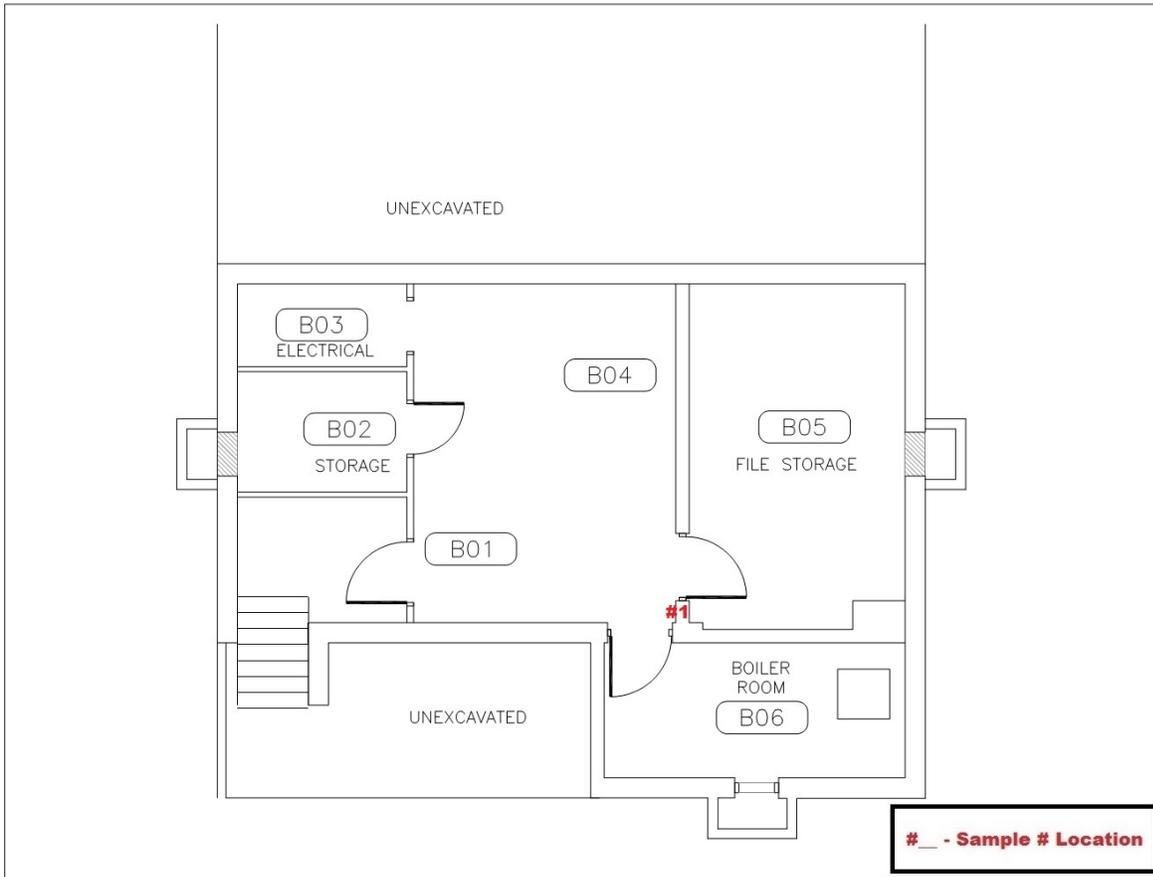 UNEXCAVATED
B03
ELECTRICAL
B04
B02
STORAGE
B05
FILE STORAGE
B01
#1
BOILER
ROOM
B06
UNEXCAVATED
#__ - Sample # Location